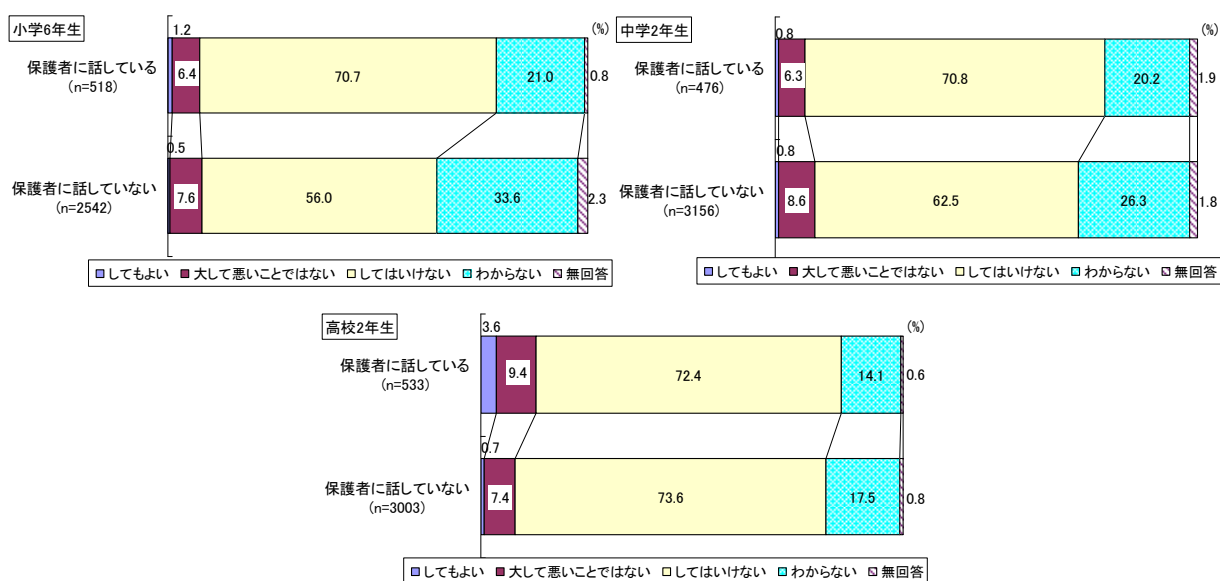 小学6年生
(%)
1.2
保護者に話している
(n=518)
6.4
70.7
21.0
0.8
0.5
保護者に話していない
(n=2542)
7.6
56.0
33.6
2.3
してもよい 大して悪いことではない してはいけない わからない 無回答
中学2年生
(%)
0.8
保護者に話している
(n=476)
6.3
70.8
20.2
1.9
0.8
保護者に話していない
(n=3156)
8.6
62.5
26.3
1.8
してもよい 大して悪いことではない してはいけない わからない 無回答
高校2年生
(%)
3.6
保護者に話している
(n=533)
9.4
72.4
14.1
0.6
0.7
保護者に話していない
(n=3003)
7.4
73.6
17.5
0.8
してもよい 大して悪いことではない してはいけない わからない 無回答